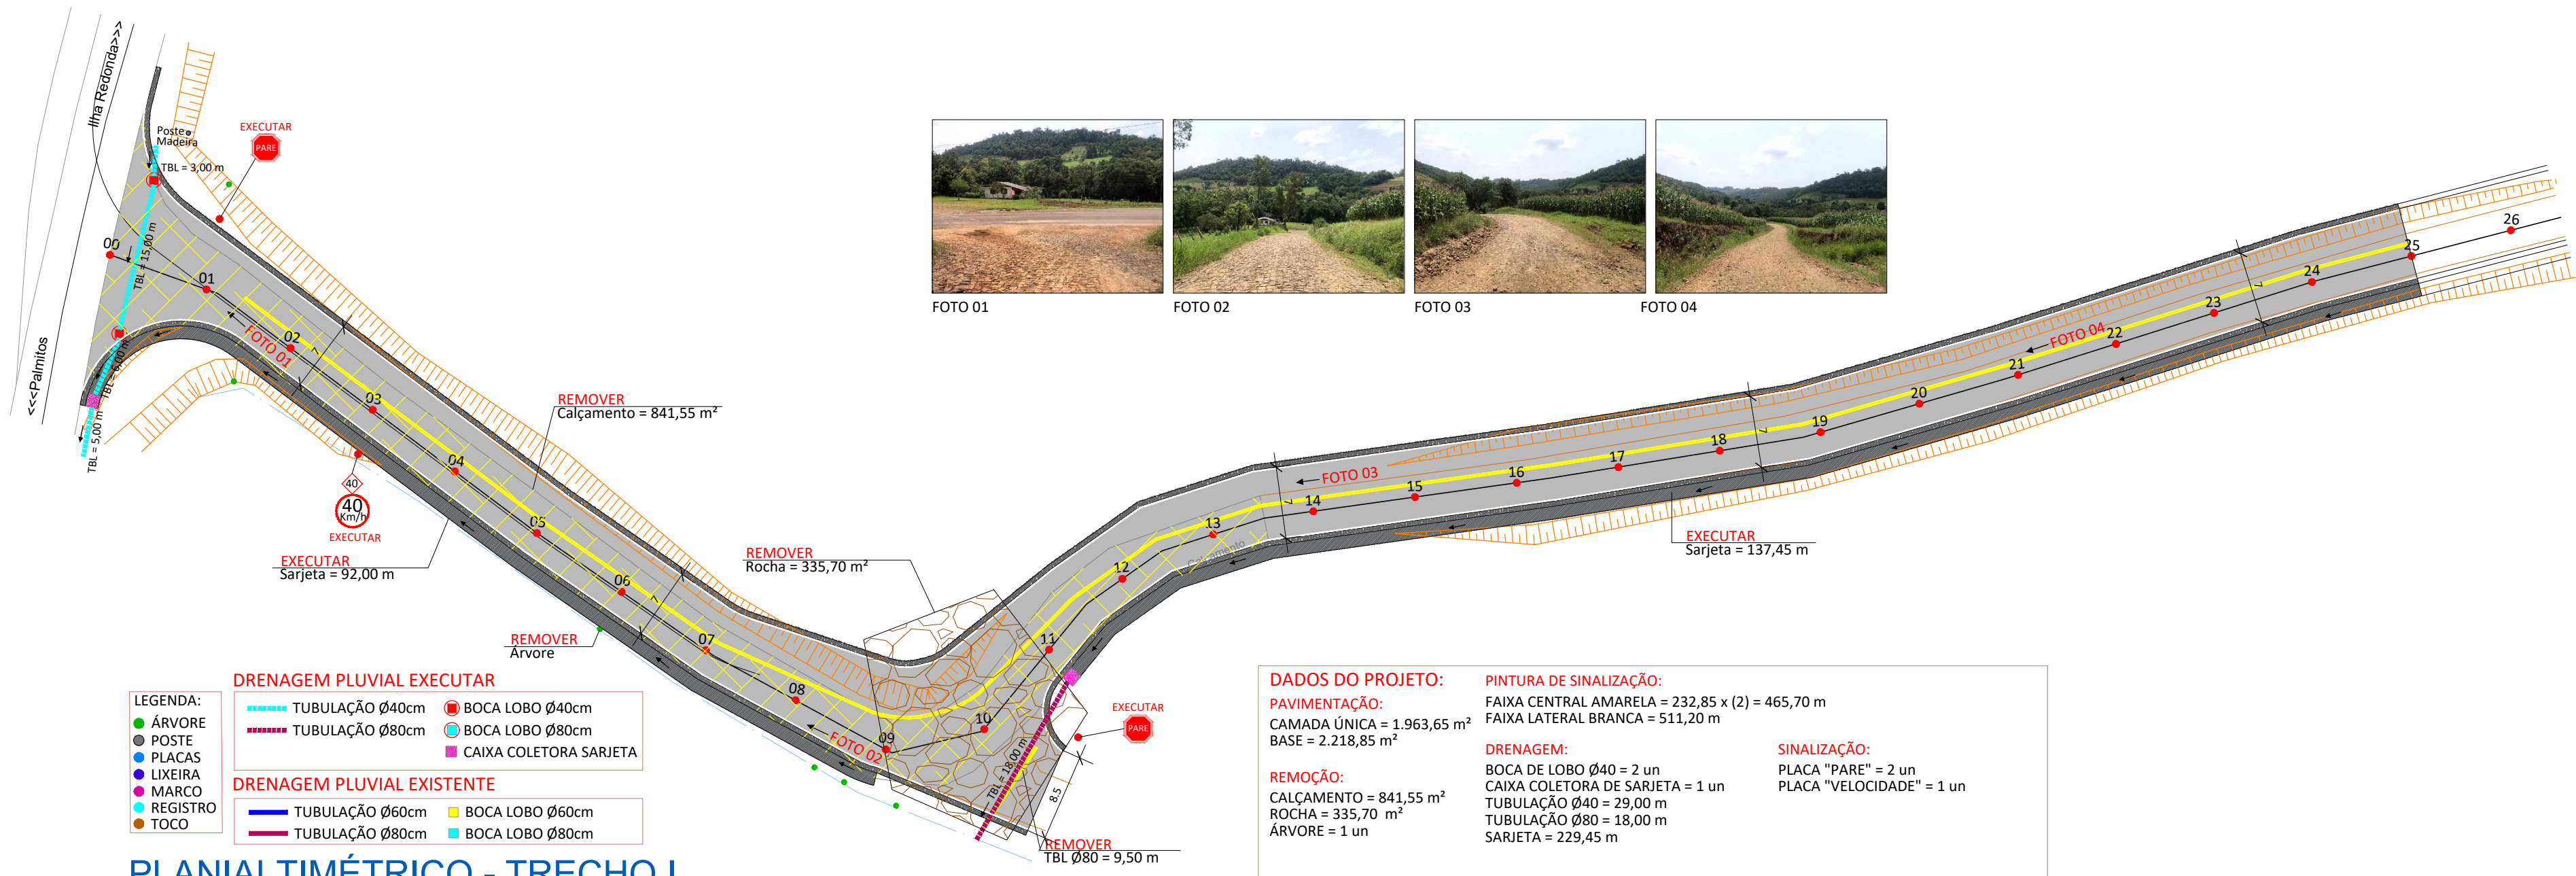 Ilha Redonda>>>
<<<Palmitos
Poste
Madeira
TBL = 3,00 m
TBL = 15,00 m
TBL = 6,00 m
TBL = 5,00 m
EXECUTAR
PARE
00
01
02
03
04
05
06
07
08
09
10
11
12
13
14
15
16
17
18
19
20
21
22
23
24
25
26
7
7
7
7
7
FOTO 01
FOTO 02
FOTO 03
FOTO 04
40
40
Km/h
EXECUTAR
EXECUTAR
Sarjeta = 92,00 m
REMOVER
Calçamento = 841,55 m²
REMOVER
Árvore
REMOVER
Rocha = 335,70 m²
Calçamento
EXECUTAR
Sarjeta = 137,45 m
EXECUTAR
PARE
TBL = 18,00 m
8.5
REMOVER
TBL Ø80 = 9,50 m
FOTO 01
FOTO 02
FOTO 03
FOTO 04
LEGENDA:
ÁRVORE
POSTE
PLACAS
LIXEIRA
MARCO
REGISTRO
TOCO
DRENAGEM PLUVIAL EXECUTAR
TUBULAÇÃO Ø40cm
BOCA LOBO Ø40cm
TUBULAÇÃO Ø80cm
BOCA LOBO Ø80cm
CAIXA COLETORA SARJETA
DRENAGEM PLUVIAL EXISTENTE
TUBULAÇÃO Ø60cm
BOCA LOBO Ø60cm
TUBULAÇÃO Ø80cm
BOCA LOBO Ø80cm
DADOS DO PROJETO:
PAVIMENTAÇÃO:
CAMADA ÚNICA = 1.963,65 m²
BASE = 2.218,85 m²
REMOÇÃO:
CALÇAMENTO = 841,55 m²
ROCHA = 335,70 m²
ÁRVORE = 1 un
PINTURA DE SINALIZAÇÃO:
FAIXA CENTRAL AMARELA = 232,85 x (2) = 465,70 m
FAIXA LATERAL BRANCA = 511,20 m
DRENAGEM:
BOCA DE LOBO Ø40 = 2 un
CAIXA COLETORA DE SARJETA = 1 un
TUBULAÇÃO Ø40 = 29,00 m
TUBULAÇÃO Ø80 = 18,00 m
SARJETA = 229,45 m
SINALIZAÇÃO:
PLACA "PARE" = 2 un
PLACA "VELOCIDADE" = 1 un
PLANIALTIMÉTRICO - TRECHO I